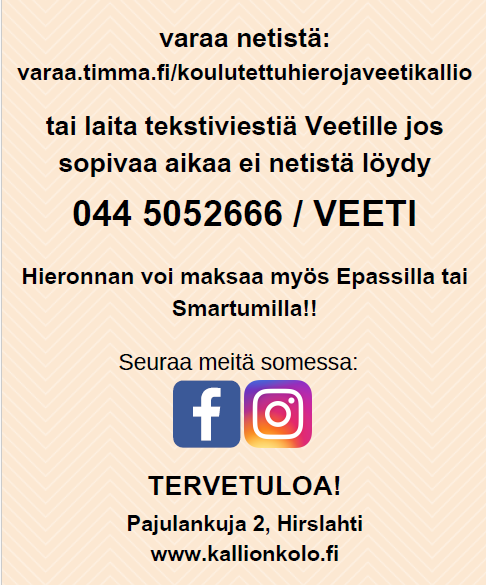 varaa netistä:
varaa.timma.fi/koulutettuhierojaveetikallio
tai laita tekstiviestiä Veetille jos
sopivaa aikaa ei netistä löydy
044 5052666 / VEETI
Hieronnan voi maksaa myös Epassilla tai
Smartumilla!!
Seuraa meitä somessa:
TERVETULOA!
Pajulankuja 2, Hirslahti
www.kallionkolo.fi